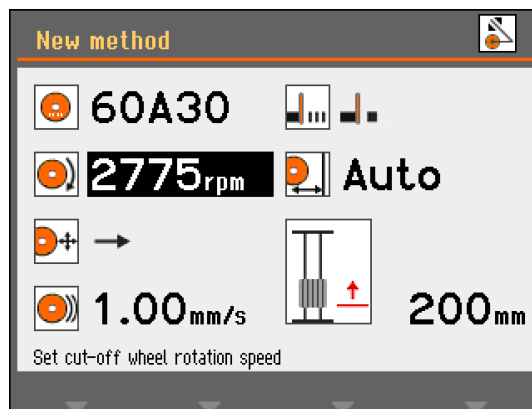 New method
60A30
2775rpm
Auto
1.00mm/s
200mm
Set cut-off wheel rotation speed